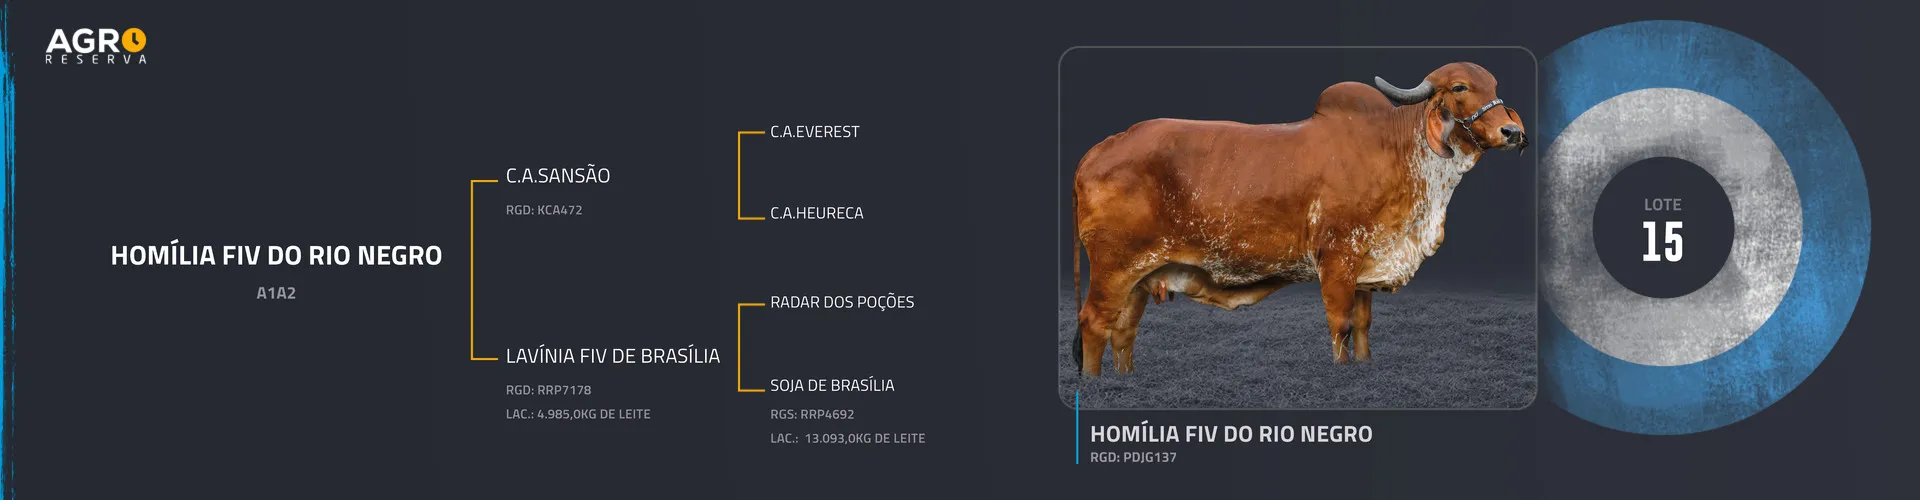 AGRO
RESERVA
HOMÍLIA FIV DO RIO NEGRO
A1A2
C.A.SANSÃO
RGD: KCA472
LAVÍNIA FIV DE BRASÍLIA
RGD: RRP7178
LAC.: 4.985,0KG DE LEITE
C.A.EVEREST
C.A.HEURECA
RADAR DOS POÇÕES
SOJA DE BRASÍLIA
RGS: RRP4692
LAC.: 13.093,0KG DE LEITE
HOMÍLIA FIV DO RIO NEGRO
RGD: PDJG137
LOTE
15